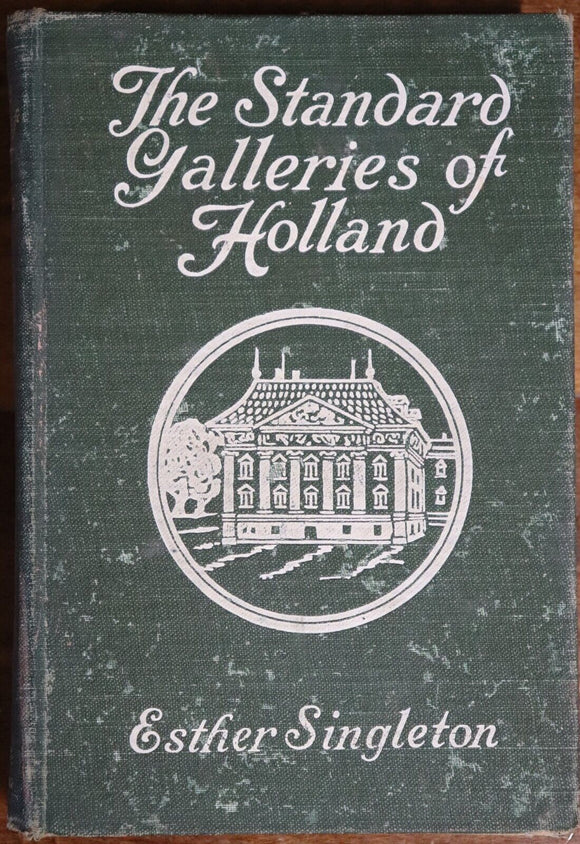 The Standard
Galleries of
Holland
Esther Singleton